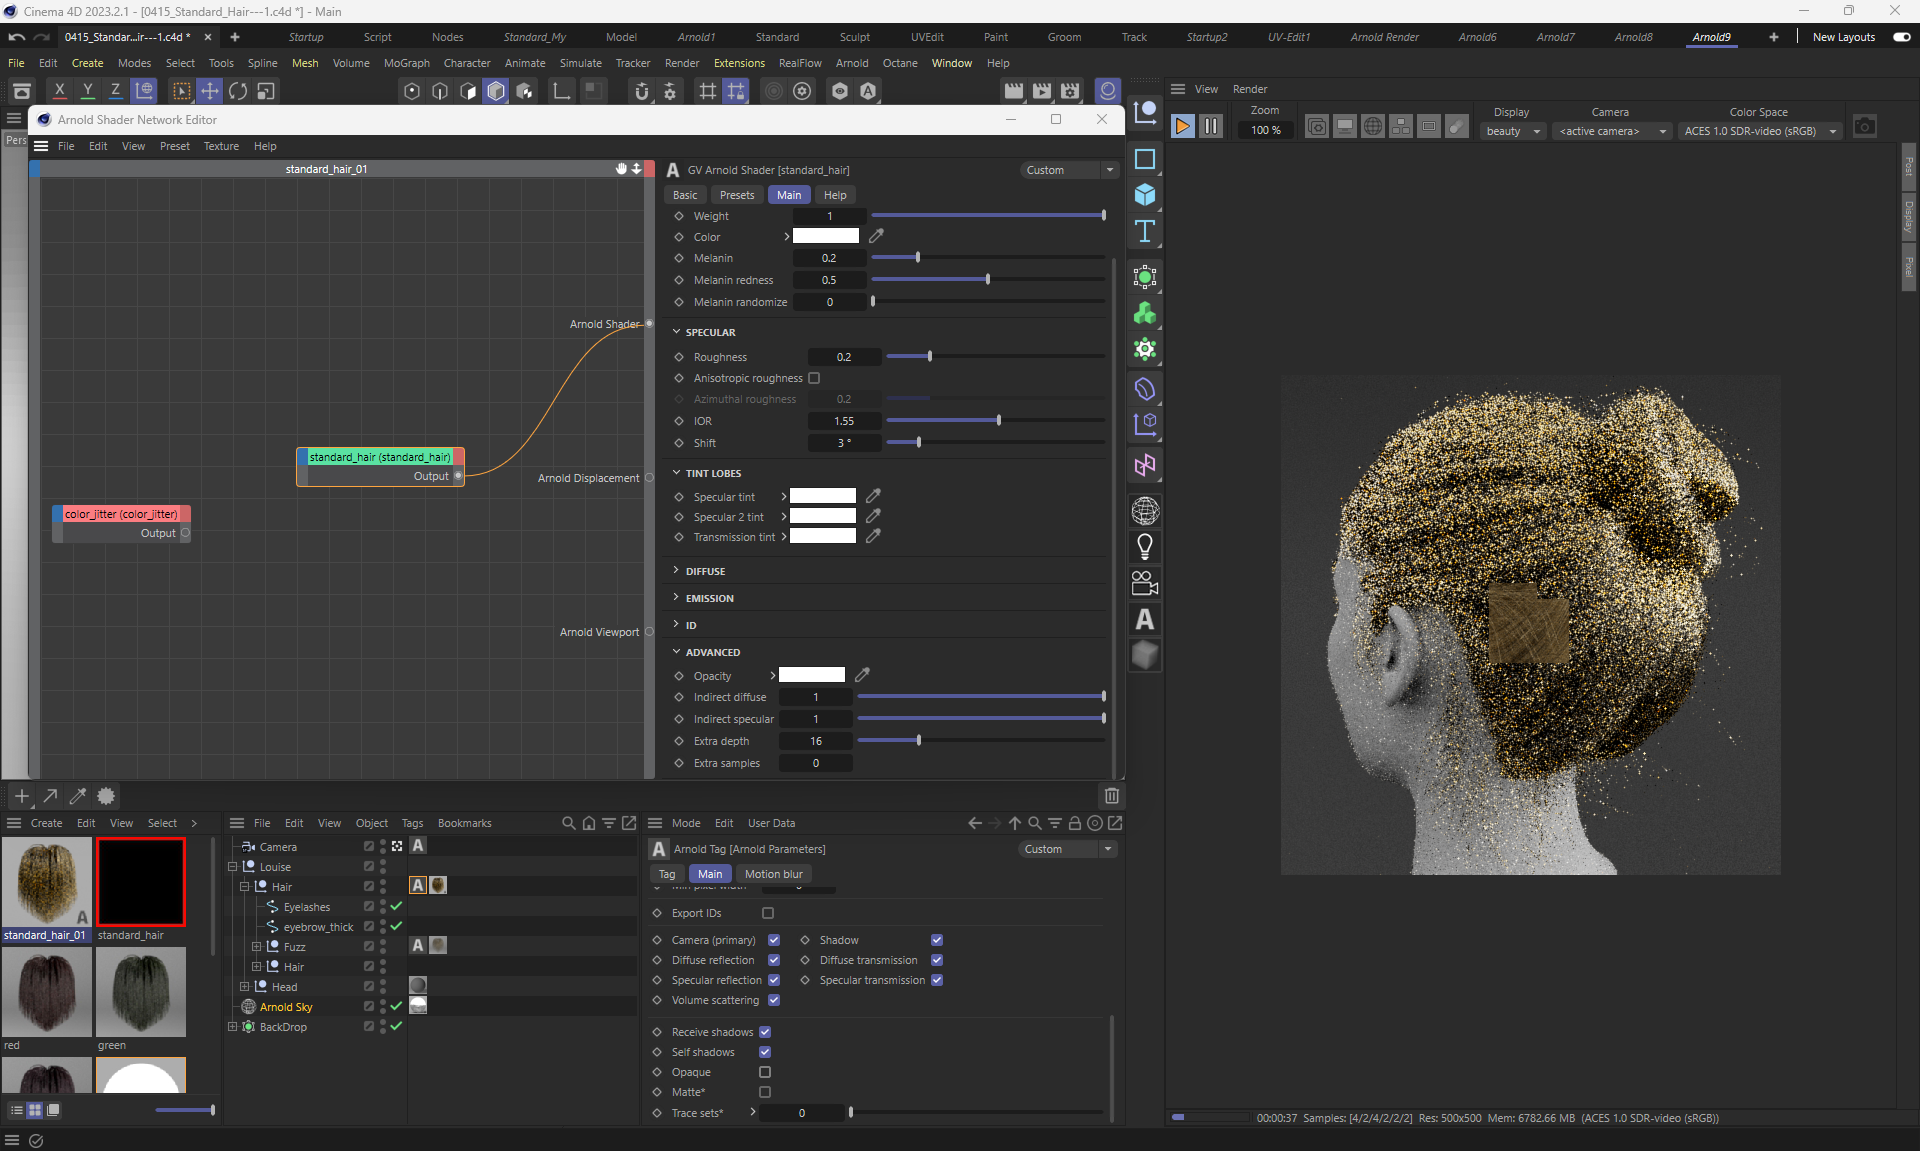 Cinema 4D 2023.2.1 - [0415_Standard_Hair---1.c4d *] - Main
0415_Standar...ir---1.c4d *
Startup
Script
Nodes
Standard_My
Model
Arnold1
Standard
Sculpt
UVEdit
Paint
Groom
Track
Startup2
UV-Edit1
Arnold Render
Arnold6
Arnold7
Arnold8
Arnold9
New Layouts
File Edit Create Modes Select Tools Spline Mesh Volume MoGraph Character Animate Simulate Tracker Render Extensions RealFlow Arnold Octane Window Help
X Y Z
Pers
Arnold Shader Network Editor
File Edit View Preset Texture Help
standard_hair_01
Arnold Shader
standard_hair (standard_hair)
Output
Arnold Displacement
color_jitter (color_jitter)
Output
Arnold Viewport
A GV Arnold Shader [standard_hair]
Custom
Basic Presets Main Help
Weight 1
Color
Melanin 0.2
Melanin redness 0.5
Melanin randomize 0
SPECULAR
Roughness 0.2
Anisotropic roughness
Azimuthal roughness 0.2
IOR 1.55
Shift 3 °
TINT LOBES
Specular tint
Specular 2 tint
Transmission tint
DIFFUSE
EMISSION
ID
ADVANCED
Opacity
Indirect diffuse 1
Indirect specular 1
Extra depth 16
Extra samples 0
View Render
Zoom
100 %
Display
beauty
Camera
<active camera>
Color Space
ACES 1.0 SDR-video (sRGB)
Post
Display
Pixel
00:00:37 Samples: [4/2/4/2/2/2] Res: 500x500 Mem: 6782.66 MB (ACES 1.0 SDR-video (sRGB))
Create Edit View Select
A
standard_hair_01
standard_hair
red
green
File Edit View Object Tags Bookmarks
Camera A
Louise
Hair A
Eyelashes
eyebrow_thick
Fuzz A
Hair
Head
Arnold Sky
BackDrop
Mode Edit User Data
A Arnold Tag [Arnold Parameters]
Custom
Tag Main Motion blur
Export IDs
Camera (primary) Shadow
Diffuse reflection Diffuse transmission
Specular reflection Specular transmission
Volume scattering
Receive shadows
Self shadows
Opaque
Matte*
Trace sets* 0